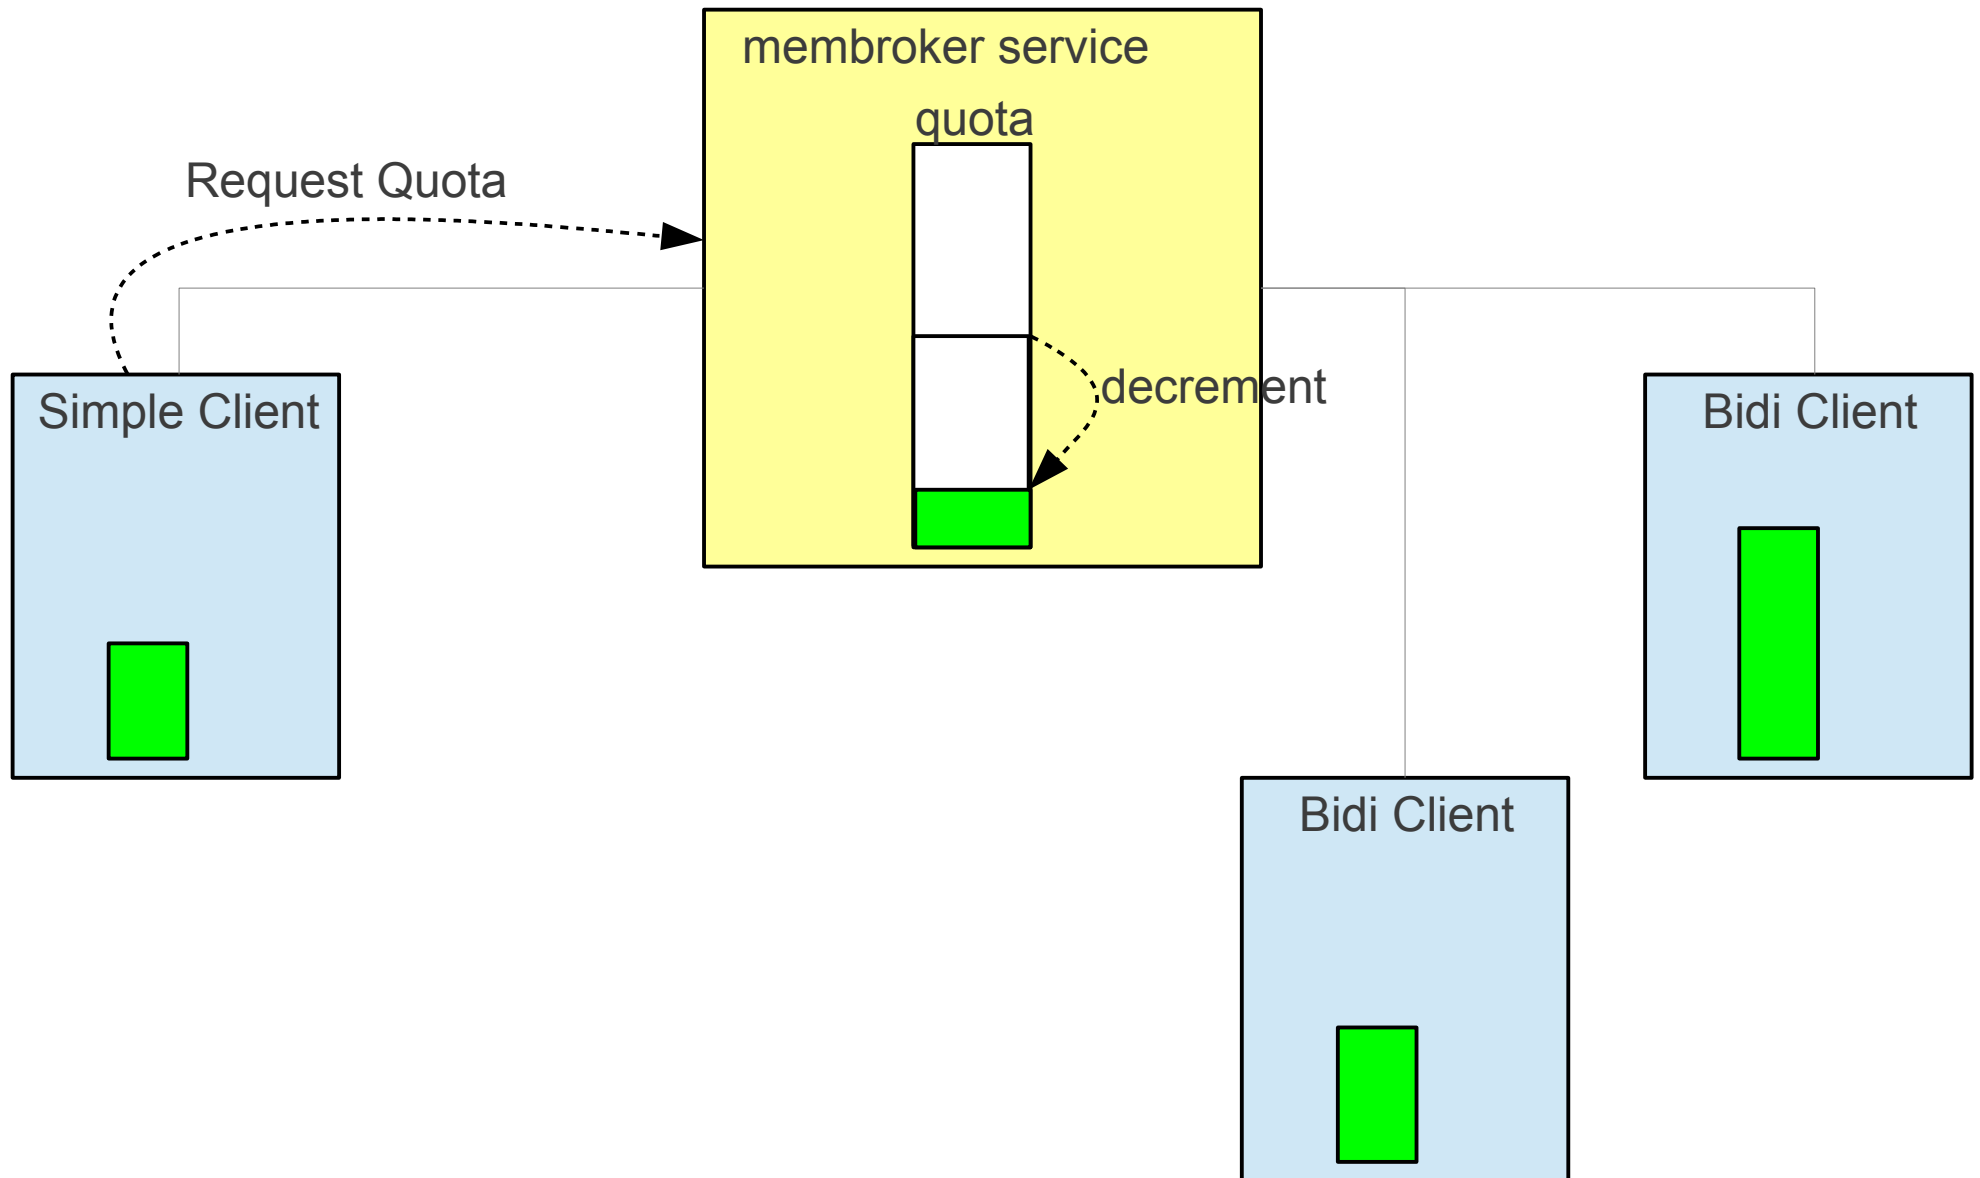 membroker service
quota
Request Quota
decrement
Simple Client
Bidi Client
Bidi Client